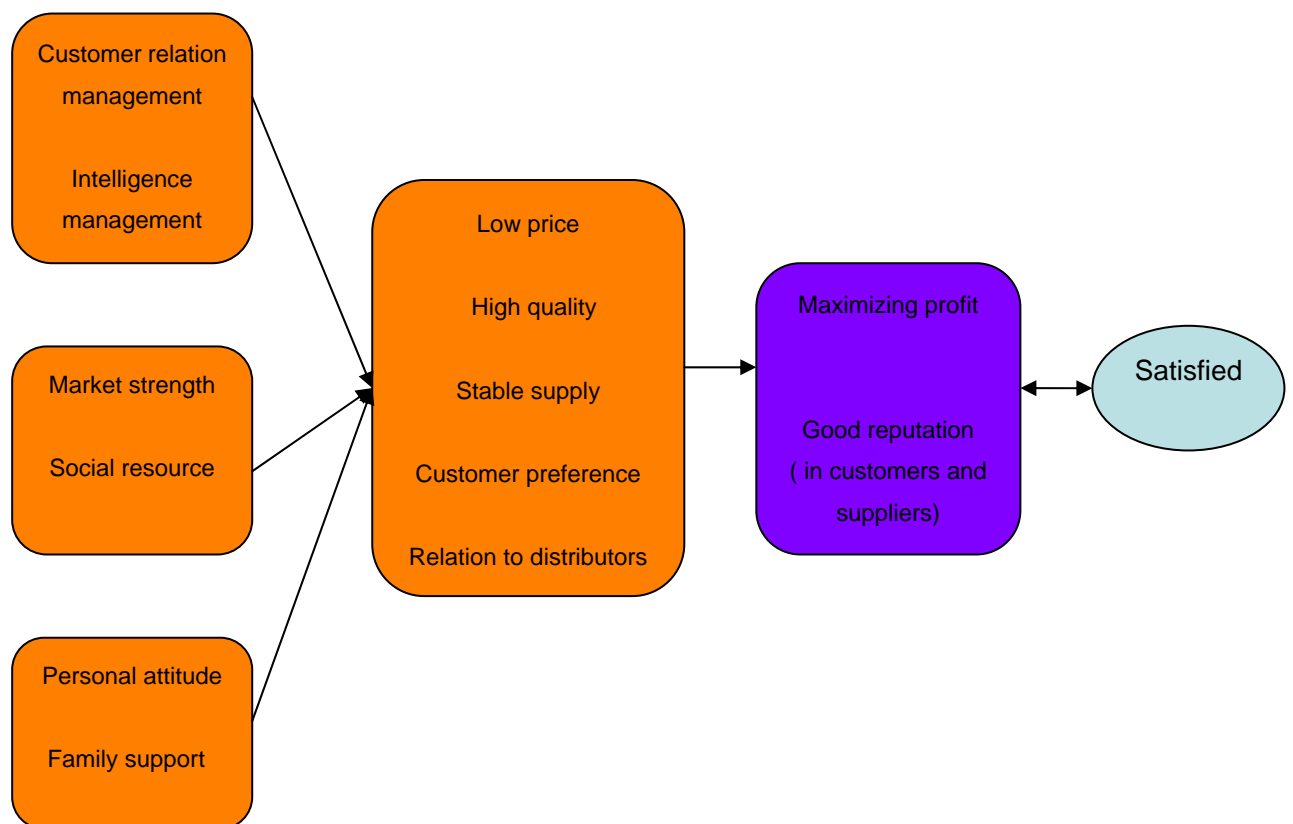 Customer relation
management
Intelligence
management
Market strength
Social resource
Personal attitude
Family support
Low price
High quality
Stable supply
Customer preference
Relation to distributors
Maximizing profit
Good reputation
( in customers and
suppliers)
Satisfied